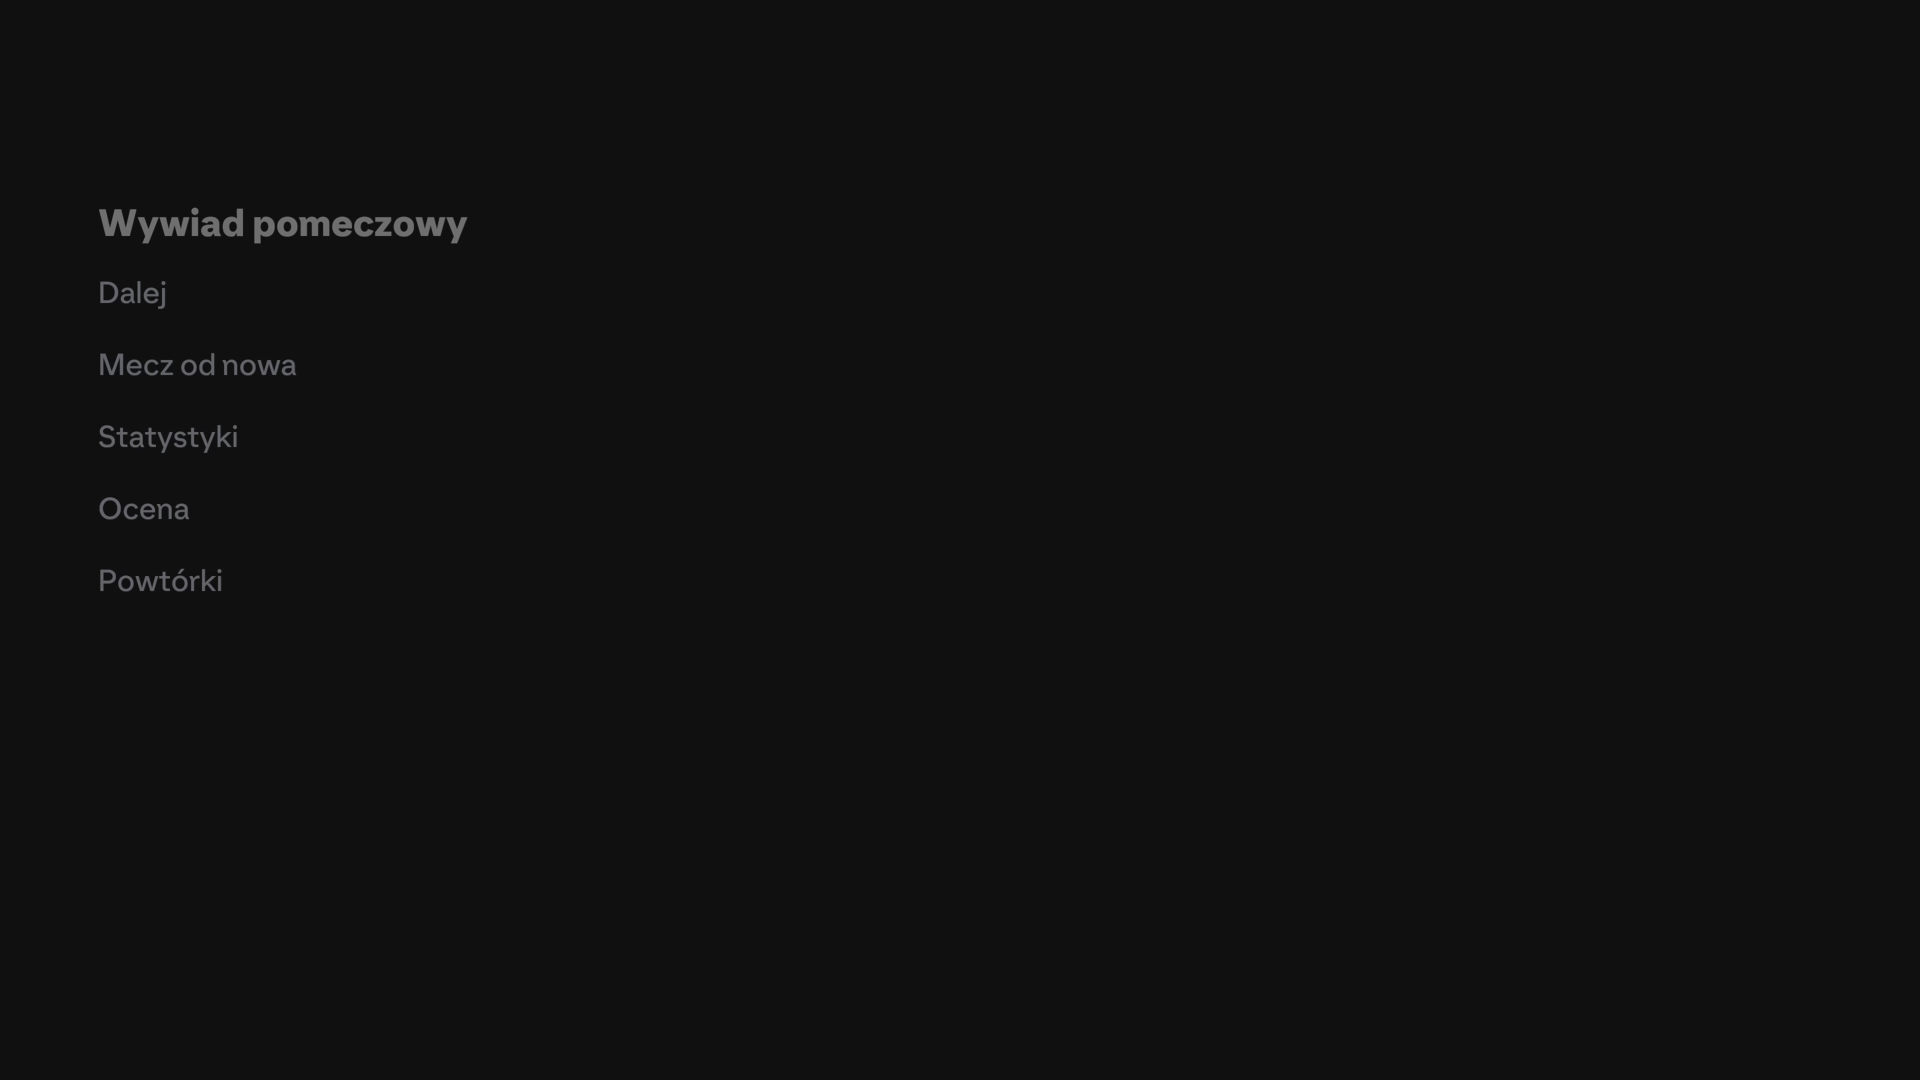 Wywiad pomeczowy
Dalej
Mecz od nowa
Statystyki
Ocena
Powtórki